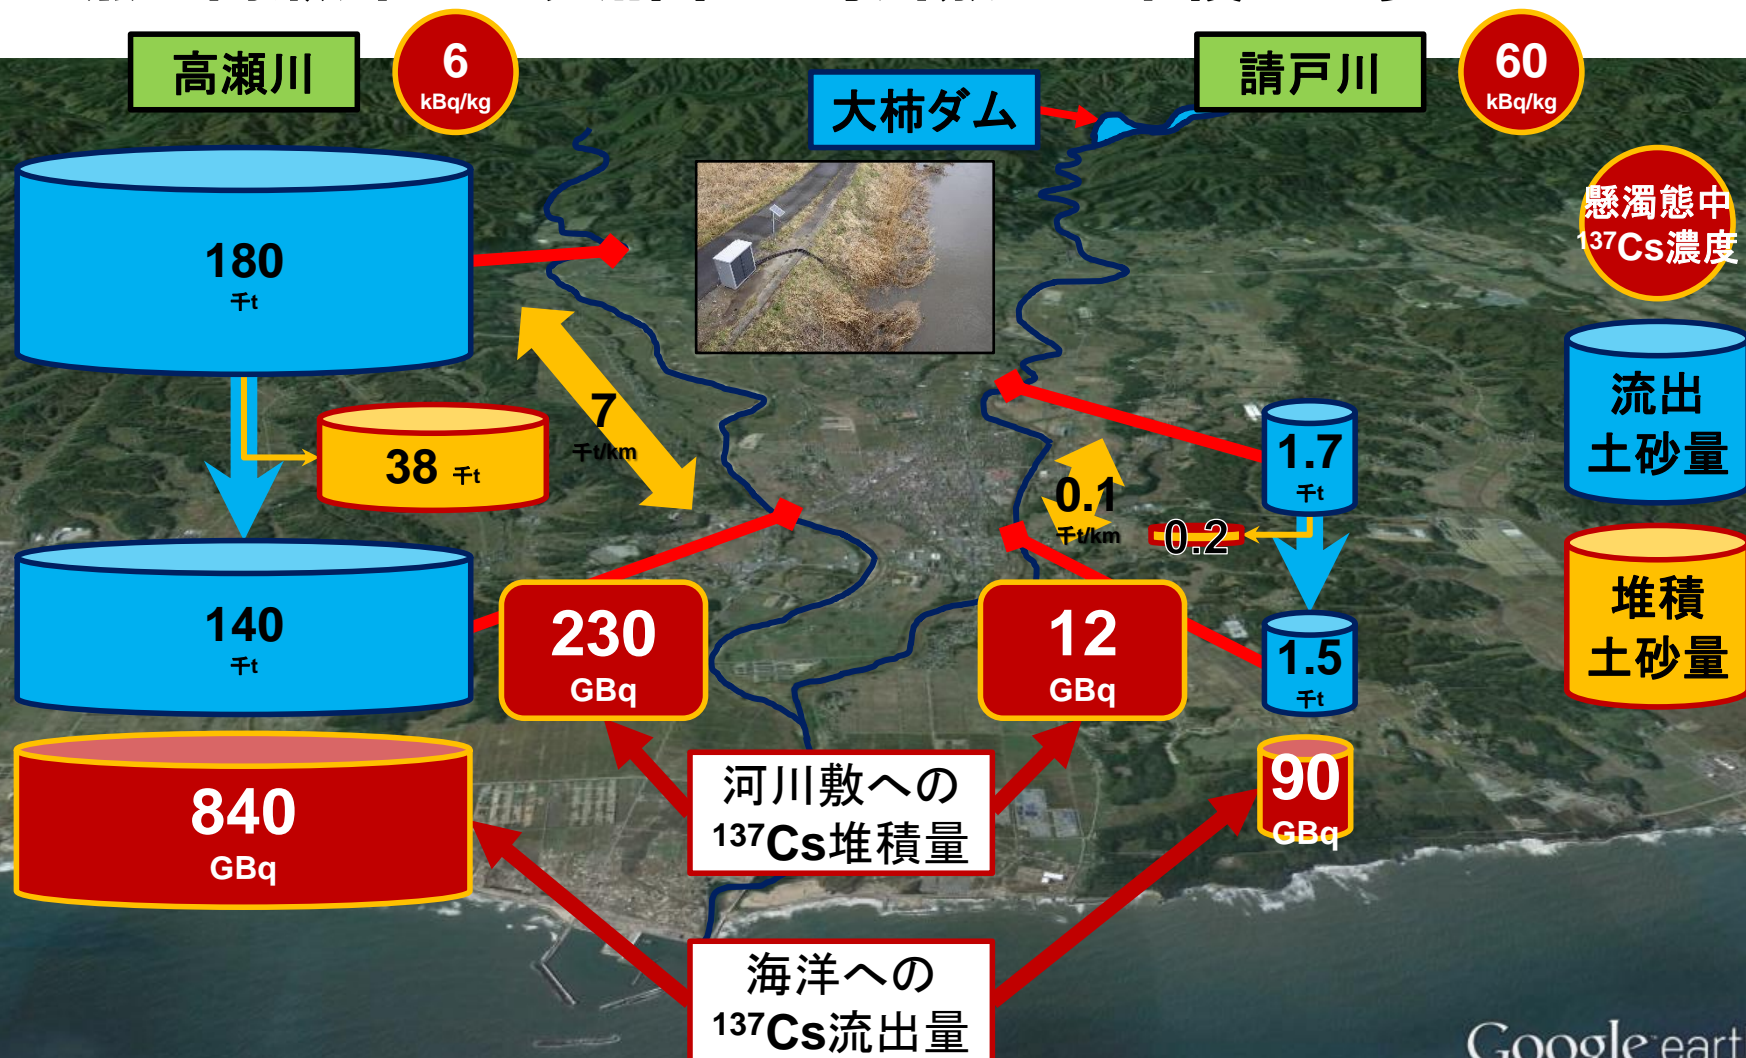 高瀬川
6
kBq/kg
大柿ダム
請戸川
60
kBq/kg
懸濁態中
137Cs濃度
180
千t
7
千t/km
38 千t
流出
土砂量
1.7
千t
0.1
千t/km
0.2
堆積
土砂量
140
千t
230
GBq
12
GBq
1.5
千t
840
GBq
河川敷への
137Cs堆積量
90
GBq
海洋への
137Cs流出量
Google eart